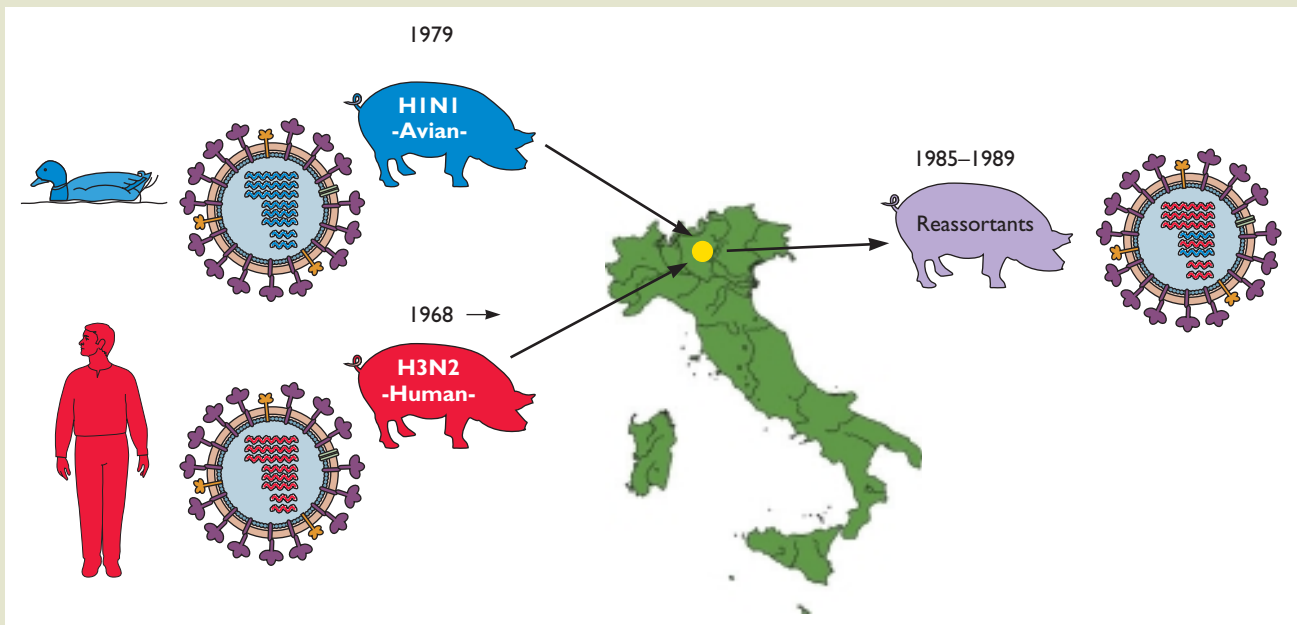 1979
H1N1
-Avian-
1985–1989
Reassortants
1968
H3N2
-Human-